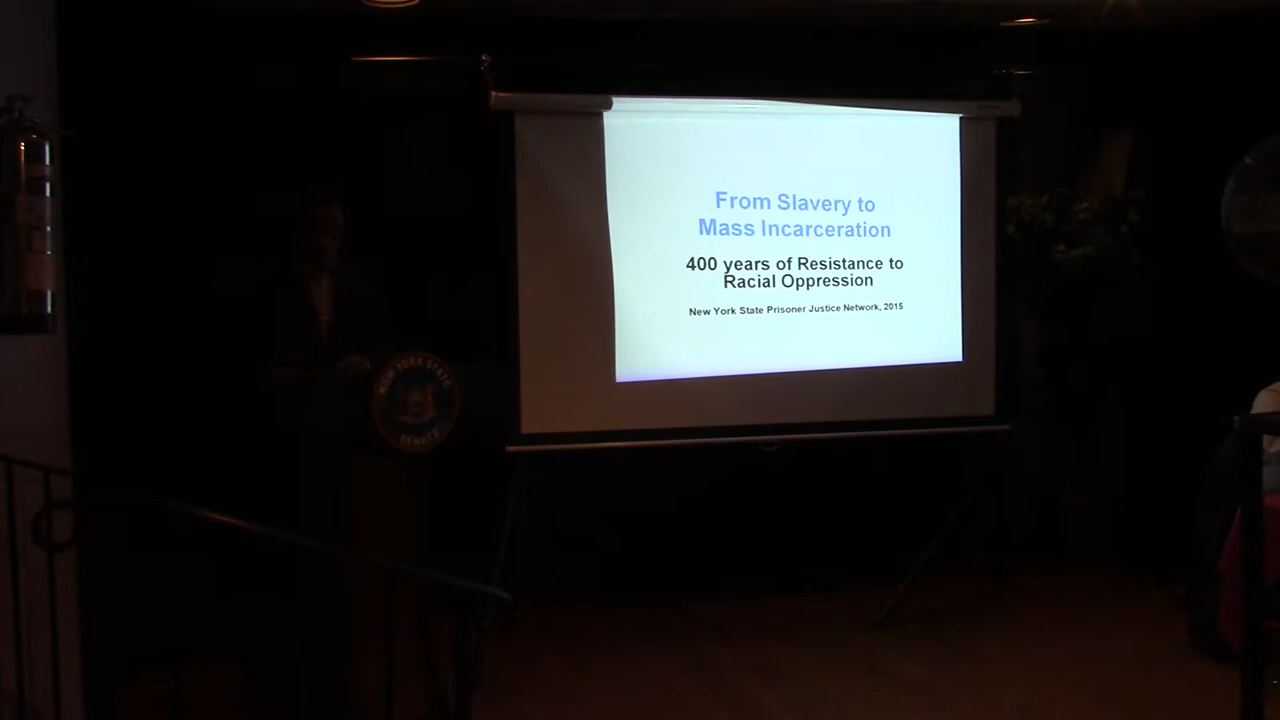 From Slavery to
Mass Incarceration
400 years of Resistance to
Racial Oppression
New York State Prisoner Justice Network, 2015
NEW YORK STATE
SENATE